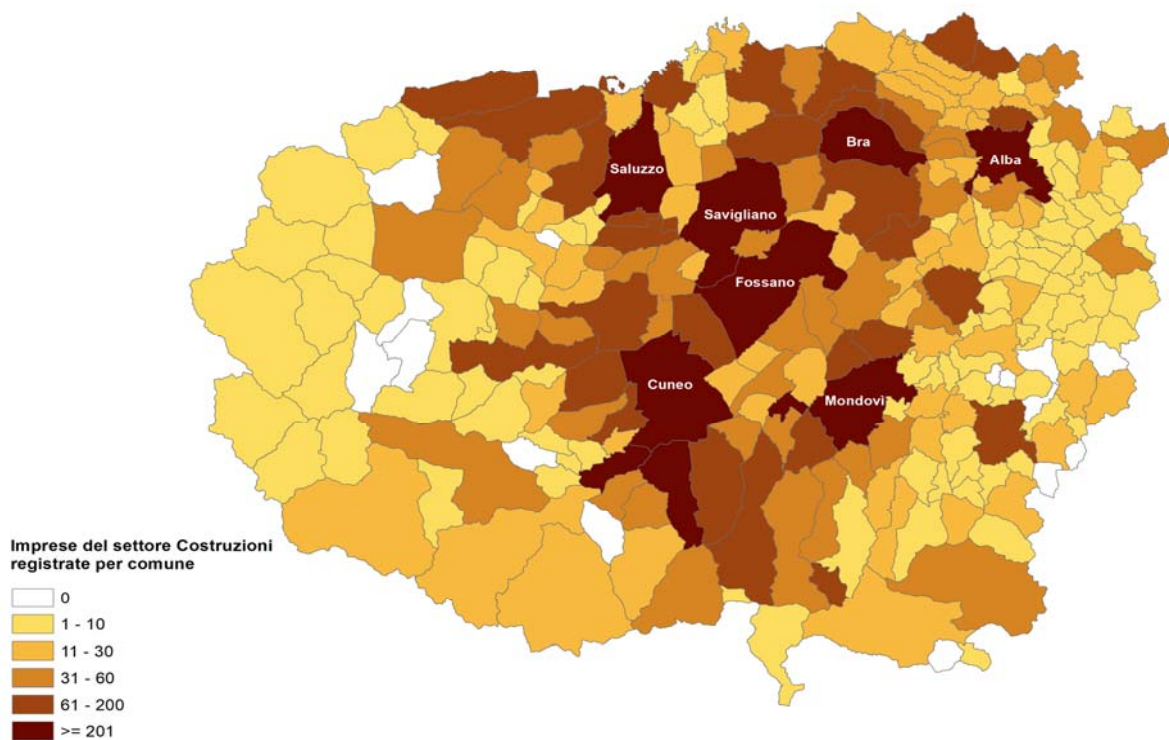 Bra
Alba
Saluzzo
Savigliano
Fossano
Cuneo
Mondovì
Imprese del settore Costruzioni
registrate per comune
0
1 - 10
11 - 30
31 - 60
61 - 200
>= 201